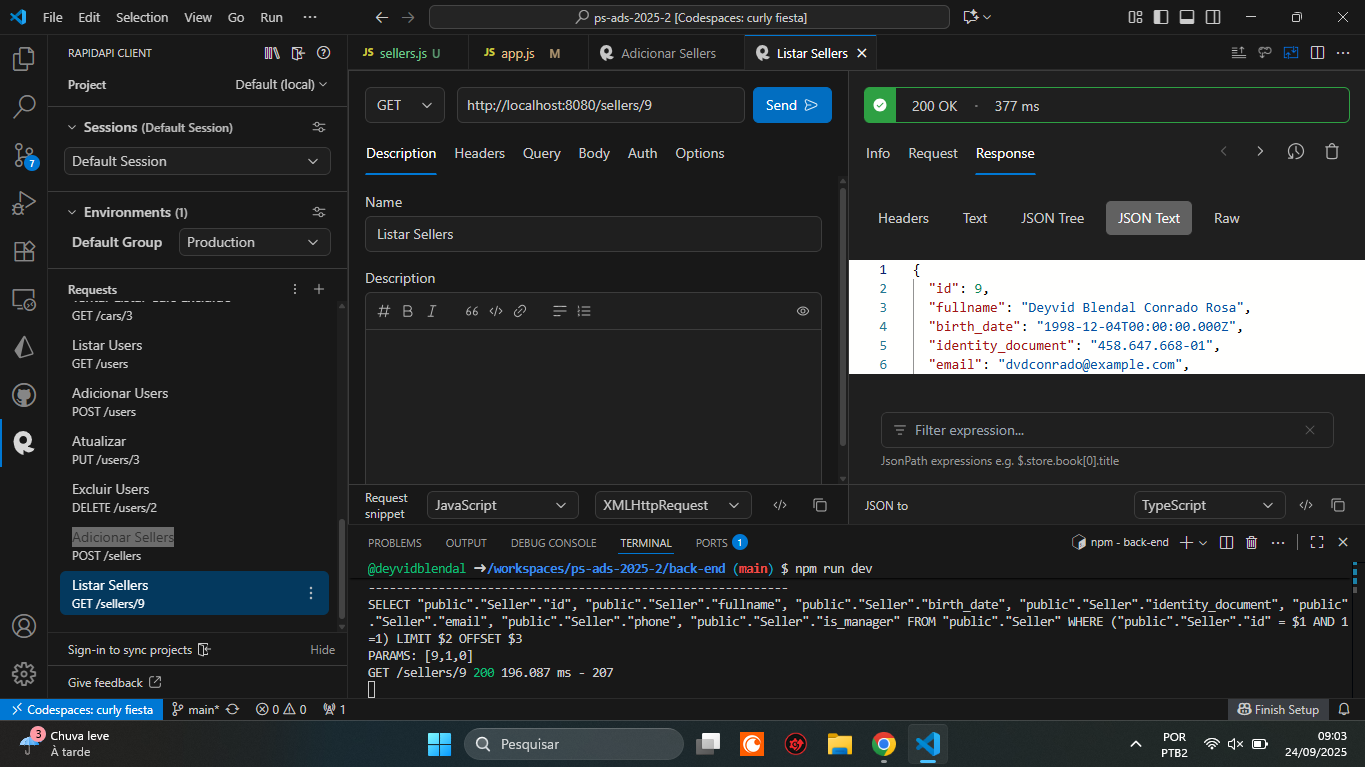 File Edit Selection View Go Run ···
ps-ads-2025-2 [Codespaces: curly fiesta]
RAPIDAPI CLIENT
Project
Default (local)
Sessions (Default Session)
Default Session
Environments (1)
Default Group
Production
Requests
GET /cars/3
Listar Users
GET /users
Adicionar Users
POST /users
Atualizar
PUT /users/3
Excluir Users
DELETE /users/2
Adicionar Sellers
POST /sellers
Listar Sellers
GET /sellers/9
Sign-in to sync projects
Hide
Give feedback
7
JS sellers.js U
JS app.js M
Adicionar Sellers
Listar Sellers
GET
http://localhost:8080/sellers/9
Send
Description Headers Query Body Auth Options
Name
Listar Sellers
Description
Request snippet
JavaScript
XMLHttpRequest
200 OK · 377 ms
Info Request Response
Headers Text JSON Tree JSON Text Raw
1 {
2 "id": 9,
3 "fullname": "Deyvid Blendal Conrado Rosa",
4 "birth_date": "1998-12-04T00:00:00.000Z",
5 "identity_document": "458.647.668-01",
6 "email": "dvdconrado@example.com",
Filter expression...
JsonPath expressions e.g. $.store.book[0].title
JSON to
TypeScript
PROBLEMS OUTPUT DEBUG CONSOLE TERMINAL PORTS 1
npm - back-end
@deyvidblendal ➜/workspaces/ps-ads-2025-2/back-end (main) $ npm run dev
SELECT "public"."Seller"."id", "public"."Seller"."fullname", "public"."Seller"."birth_date", "public"."Seller"."identity_document", "public"
."Seller"."email", "public"."Seller"."phone", "public"."Seller"."is_manager" FROM "public"."Seller" WHERE ("public"."Seller"."id" = $1 AND 1
=1) LIMIT $2 OFFSET $3
PARAMS: [9,1,0]
GET /sellers/9 200 196.087 ms - 207
Codespaces: curly fiesta
main*
0 0
1
Finish Setup
3
Chuva leve
À tarde
Pesquisar
POR
PTB2
09:03
24/09/2025